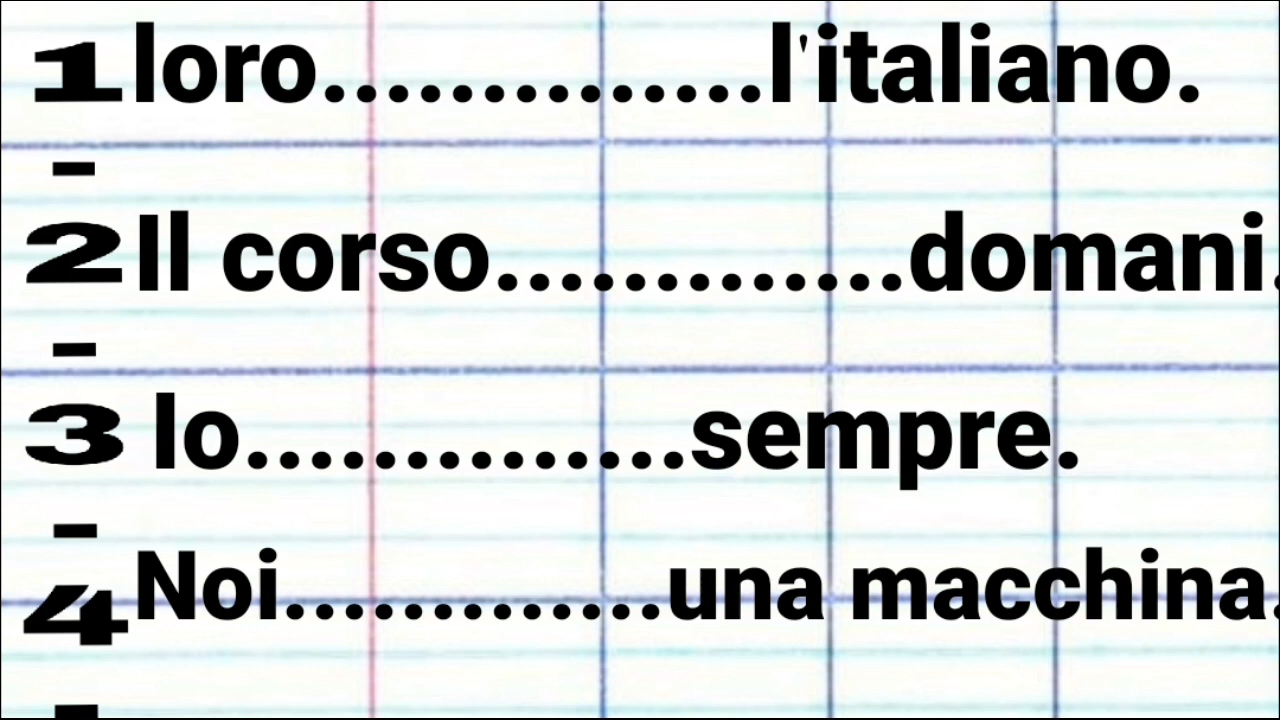 1 loro..............l'italiano.
-
2 Il corso.............domani.
-
3 Io..............sempre.
-
4 Noi.............una macchina.
-